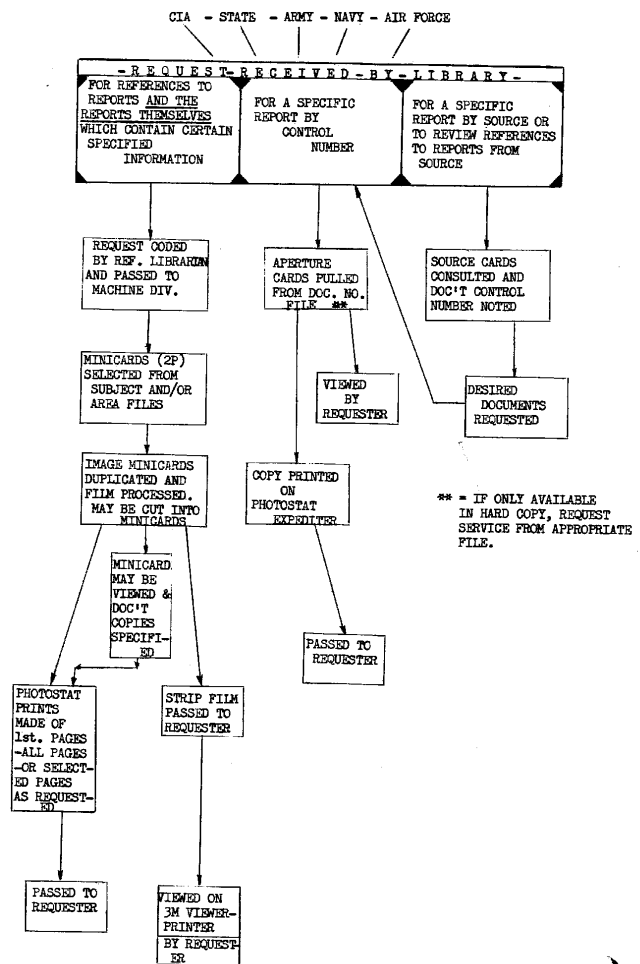 CIA - STATE - ARMY - NAVY - AIR FORCE
-REQUEST-RECEIVED-BY-LIBRARY-
FOR REFERENCES TO
REPORTS AND THE
REPORTS THEMSELVES
WHICH CONTAIN CERTAIN
SPECIFIED
INFORMATION
FOR A SPECIFIC
REPORT BY
CONTROL
NUMBER
FOR A SPECIFIC
REPORT BY SOURCE OR
TO REVIEW REFERENCES
TO REPORTS FROM
SOURCE
REQUEST CODED
BY REF. LIBRARIAN
AND PASSED TO
MACHINE DIV.
APERTURE
CARDS PULLED
FROM DOC. NO.
FILE **
SOURCE CARDS
CONSULTED AND
DOC'T CONTROL
NUMBER NOTED
MINICARDS (2P)
SELECTED FROM
SUBJECT AND/OR
AREA FILES
VIEWED
BY
REQUESTER
DESIRED
DOCUMENTS
REQUESTED
IMAGE MINICARDS
DUPLICATED AND
FILM PROCESSED.
MAY BE CUT INTO
MINICARDS
COPY PRINTED
ON
PHOTOSTAT
EXPEDITER
** = IF ONLY AVAILABLE
IN HARD COPY, REQUEST
SERVICE FROM APPROPRIATE
FILE.
MINICARD
MAY BE
VIEWED &
DOC'T
COPIES
SPECIFI-
ED
PASSED TO
REQUESTER
PHOTOSTAT
PRINTS
MADE OF
1st. PAGES
-ALL PAGES
-OR SELECT-
ED PAGES
AS REQUEST-
ED
STRIP FILM
PASSED TO
REQUESTER
PASSED TO
REQUESTER
VIEWED ON
3M VIEWER-
PRINTER
BY REQUEST-
ER